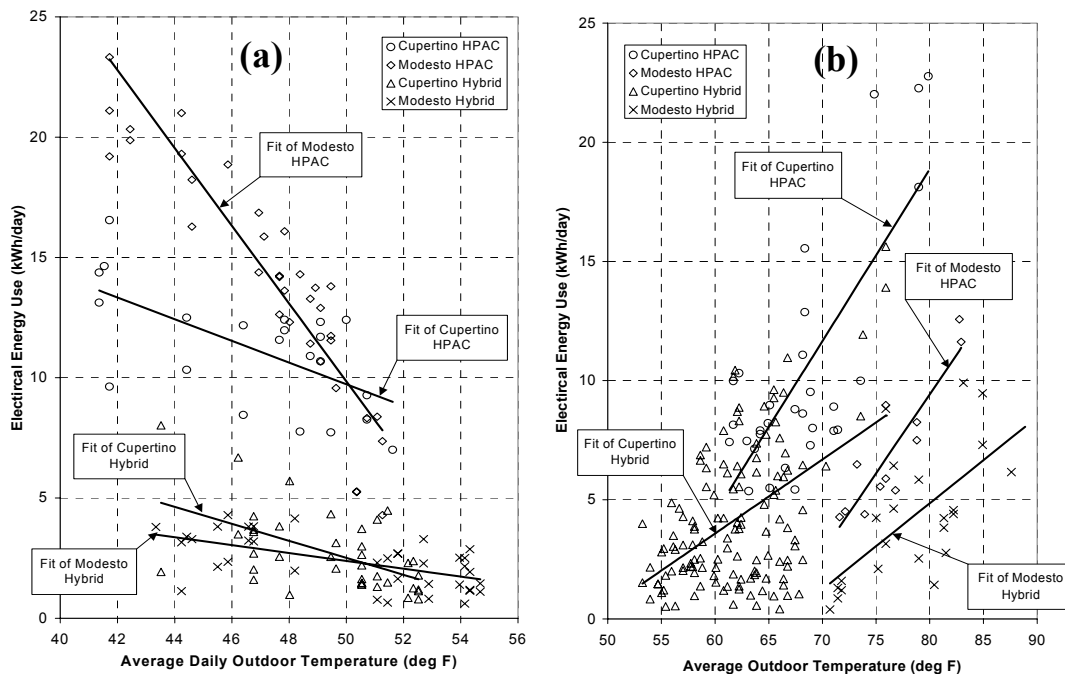 (a)
Cupertino HPAC
Modesto HPAC
Cupertino Hybrid
Modesto Hybrid
Fit of Modesto
HPAC
Fit of Cupertino
HPAC
Fit of Cupertino
Hybrid
Fit of Modesto
Hybrid
Electircal Energy Use (kWh/day)
25
20
15
10
5
0
40
42
44
46
48
50
52
54
56
Average Daily Outdoor Temperature (deg F)
(b)
Cupertino HPAC
Modesto HPAC
Cupertino Hybrid
Modesto Hybrid
Fit of Cupertino
HPAC
Fit of Modesto
HPAC
Fit of Cupertino
Hybrid
Fit of Modesto
Hybrid
Electircal Energy Use (kWh/day)
25
20
15
10
5
0
50
55
60
65
70
75
80
85
90
Average Outdoor Temperature (deg F)